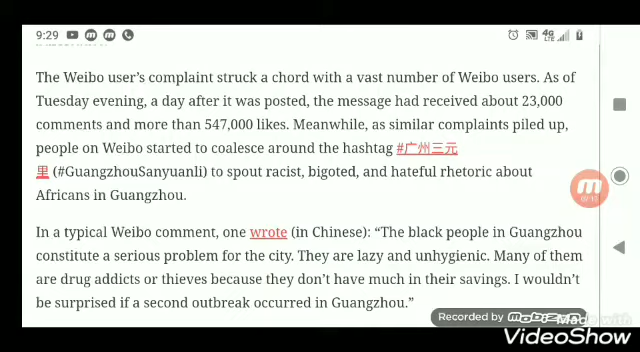 9:29
4G
LTE
The Weibo user's complaint struck a chord with a vast number of Weibo users. As of
Tuesday evening, a day after it was posted, the message had received about 23,000
comments and more than 547,000 likes. Meanwhile, as similar complaints piled up,
people on Weibo started to coalesce around the hashtag #广州三元
里 (#GuangzhouSanyuanli) to spout racist, bigoted, and hateful rhetoric about
Africans in Guangzhou.
In a typical Weibo comment, one wrote (in Chinese): “The black people in Guangzhou
constitute a serious problem for the city. They are lazy and unhygienic. Many of them
are drug addicts or thieves because they don't have much in their savings. I wouldn't
be surprised if a second outbreak occurred in Guangzhou.”
Recorded by
Made with
VideoShow